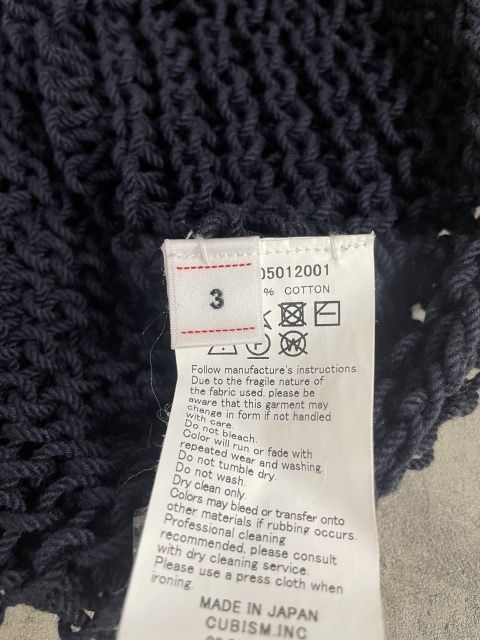 3
05012001
% COTTON
Follow manufacture's instructions.
Due to the fragile nature of
the fabric used, please be
aware that this garment may
change in form if not handled
with care.
Do not bleach.
Color will run or fade with
repeated wear and washing.
Do not tumble dry.
Do not wash.
Dry clean only.
Colors may bleed or transfer onto
other materials if rubbing occurs.
Professional cleaning
recommended, please consult
with dry cleaning service.
Please use a press cloth when
ironing.
MADE IN JAPAN
CUBISM.INC